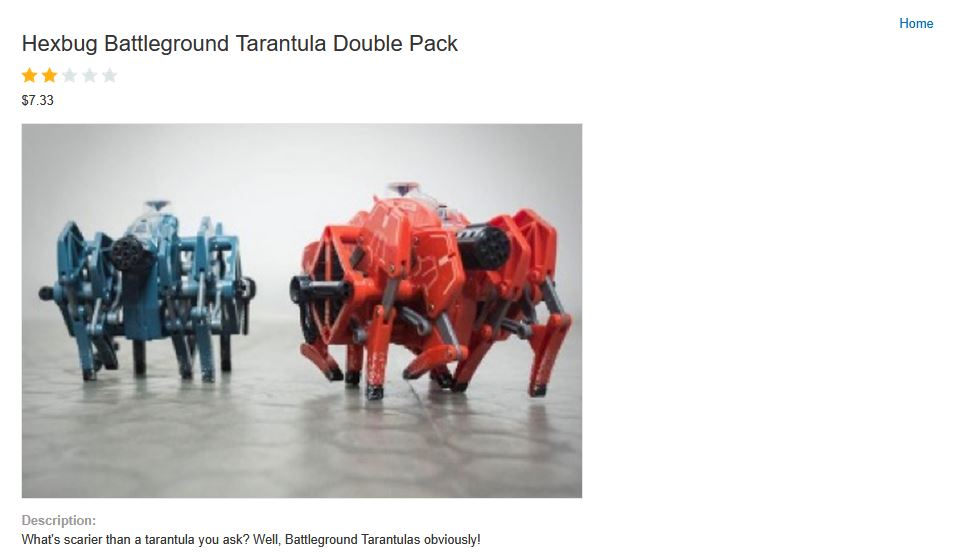 Home
Hexbug Battleground Tarantula Double Pack
$7.33
Description:
What's scarier than a tarantula you ask? Well, Battleground Tarantulas obviously!